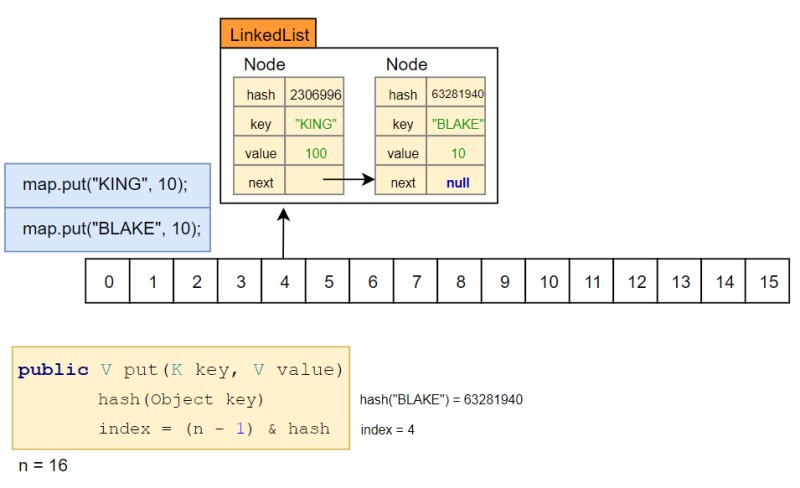 LinkedList
Node
hash 2306996
key "KING"
value 100
next
Node
hash 63281940
key "BLAKE"
value 10
next null
map.put("KING", 10);
map.put("BLAKE", 10);
0 1 2 3 4 5 6 7 8 9 10 11 12 13 14 15
public V put(K key, V value)
hash(Object key)
index = (n - 1) & hash
hash("BLAKE") = 63281940
index = 4
n = 16